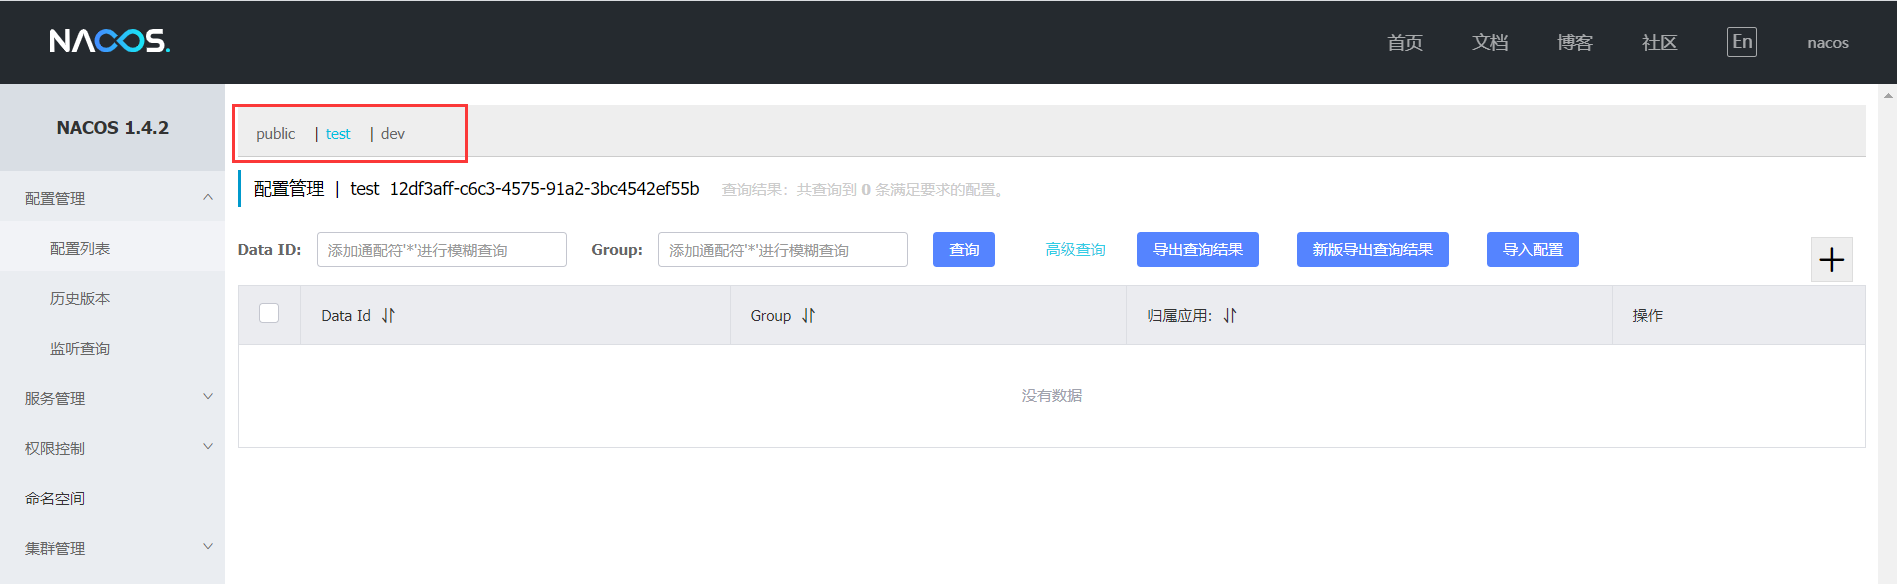 NACOS.
首页 文档 博客 社区 En nacos
NACOS 1.4.2
配置管理
配置列表
历史版本
监听查询
服务管理
权限控制
命名空间
集群管理
public | test | dev
配置管理 | test 12df3aff-c6c3-4575-91a2-3bc4542ef55b 查询结果：共查询到 0 条满足要求的配置。
Data ID: 添加通配符'*'进行模糊查询 Group: 添加通配符'*'进行模糊查询 查询 高级查询 导出查询结果 新版导出查询结果 导入配置
Data Id Group 归属应用: 操作
没有数据